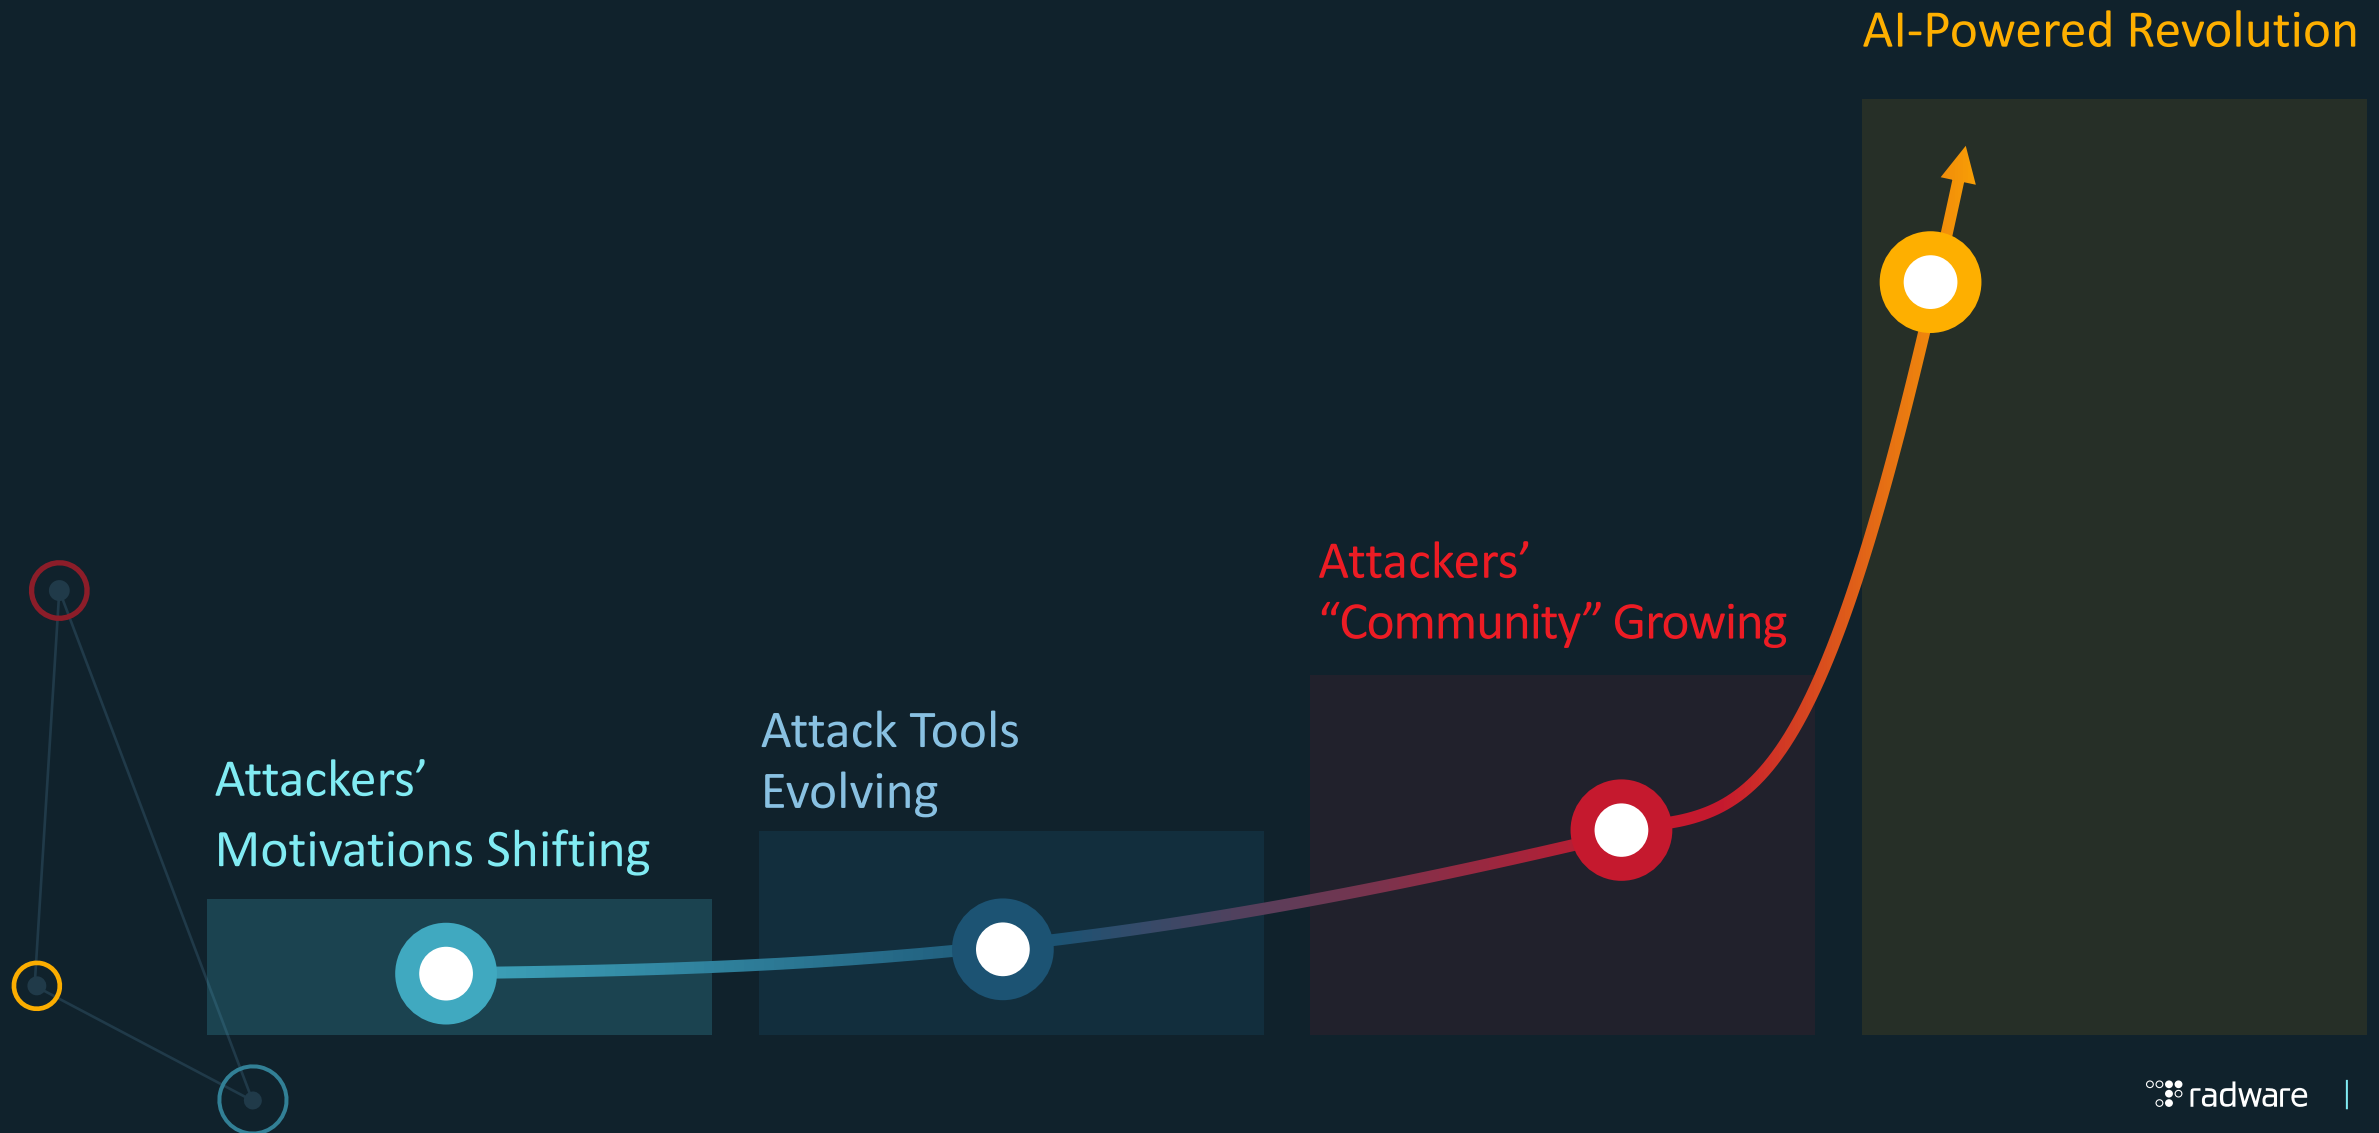 AI-Powered Revolution
Attackers’
“Community” Growing
Attack Tools
Evolving
Attackers’
Motivations Shifting
radware